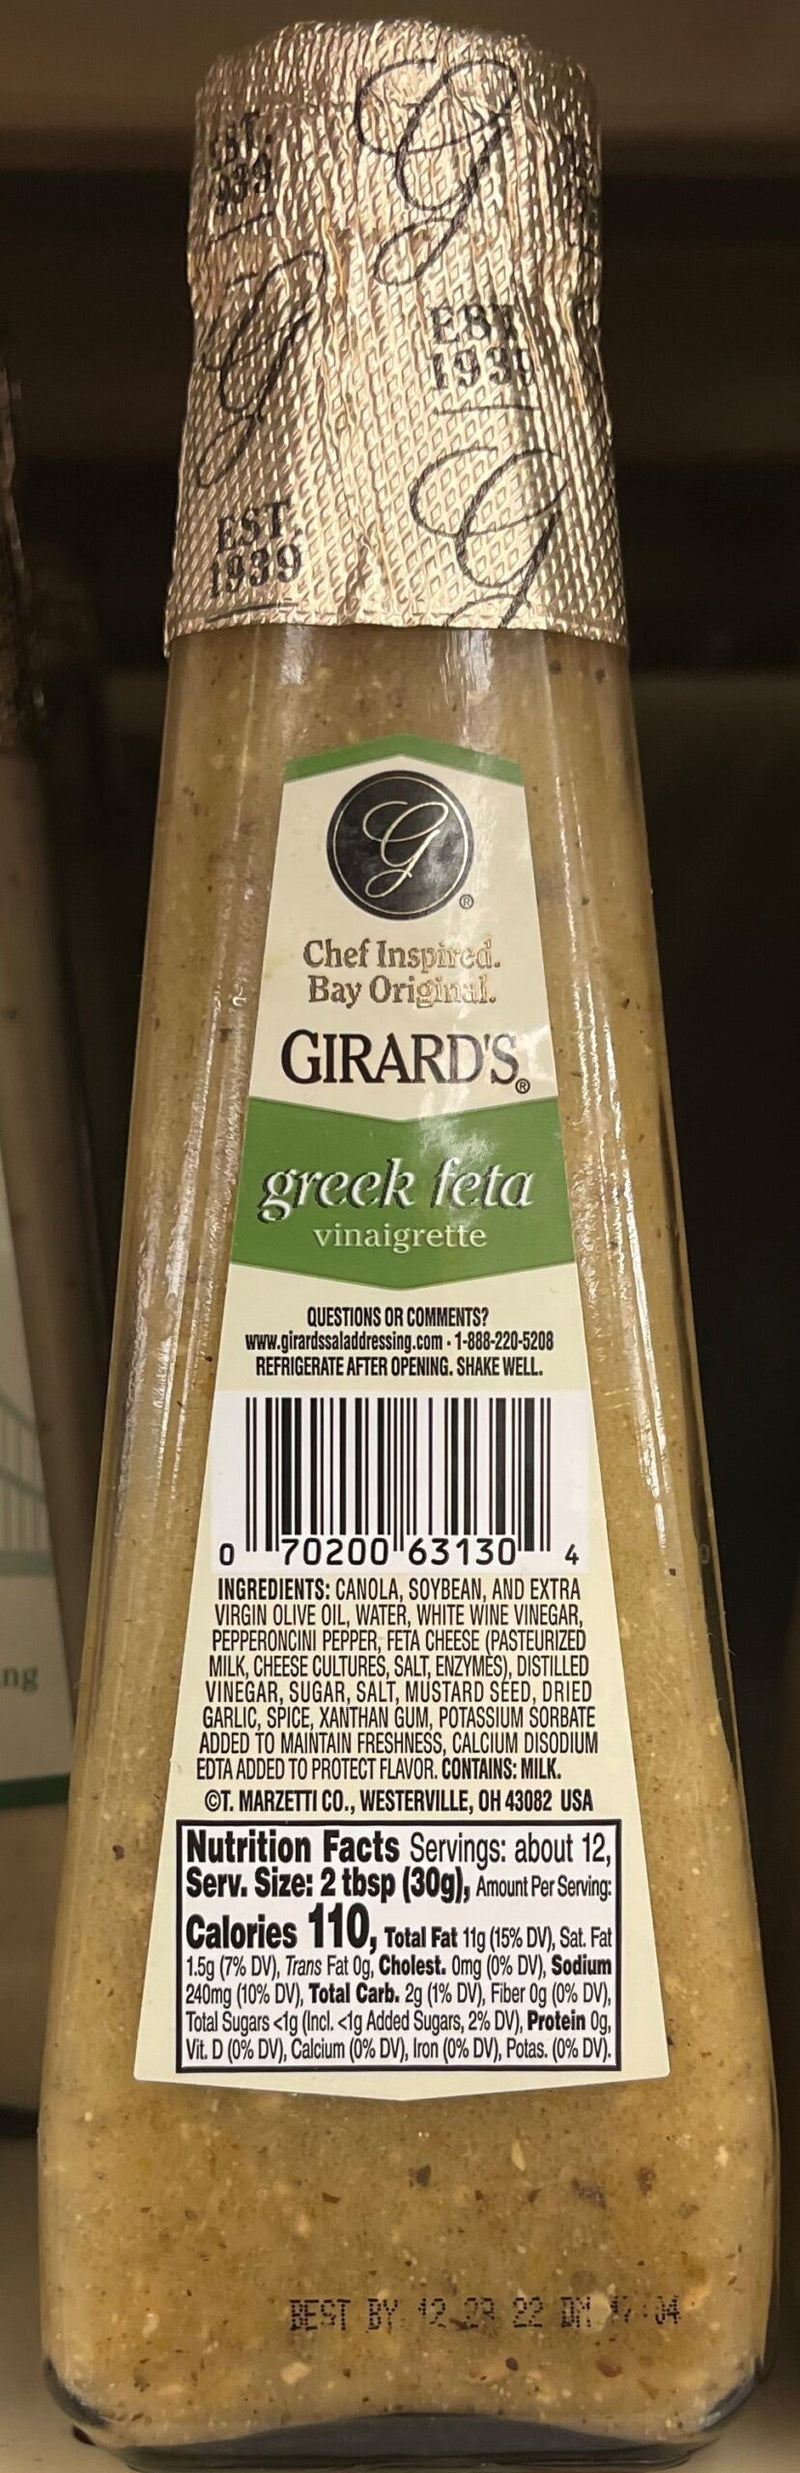 EST.
1939
G
G
EST
1939
G
EST.
1939
G
®
Chef Inspired.
Bay Original.
GIRARD'S®
greek feta
vinaigrette
QUESTIONS OR COMMENTS?
www.girardssaladdressing.com • 1-888-220-5208
REFRIGERATE AFTER OPENING. SHAKE WELL.
0 70200 63130 4
INGREDIENTS: CANOLA, SOYBEAN, AND EXTRA
VIRGIN OLIVE OIL, WATER, WHITE WINE VINEGAR,
PEPPERONCINI PEPPER, FETA CHEESE (PASTEURIZED
MILK, CHEESE CULTURES, SALT, ENZYMES), DISTILLED
VINEGAR, SUGAR, SALT, MUSTARD SEED, DRIED
GARLIC, SPICE, XANTHAN GUM, POTASSIUM SORBATE
ADDED TO MAINTAIN FRESHNESS, CALCIUM DISODIUM
EDTA ADDED TO PROTECT FLAVOR. CONTAINS: MILK.
©T. MARZETTI CO., WESTERVILLE, OH 43082 USA
Nutrition Facts Servings: about 12,
Serv. Size: 2 tbsp (30g), Amount Per Serving:
Calories 110, Total Fat 11g (15% DV), Sat. Fat
1.5g (7% DV), Trans Fat 0g, Cholest. 0mg (0% DV), Sodium
240mg (10% DV), Total Carb. 2g (1% DV), Fiber 0g (0% DV),
Total Sugars <1g (Incl. <1g Added Sugars, 2% DV), Protein 0g,
Vit. D (0% DV), Calcium (0% DV), Iron (0% DV), Potas. (0% DV).
ng
BEST BY 12 22 DM